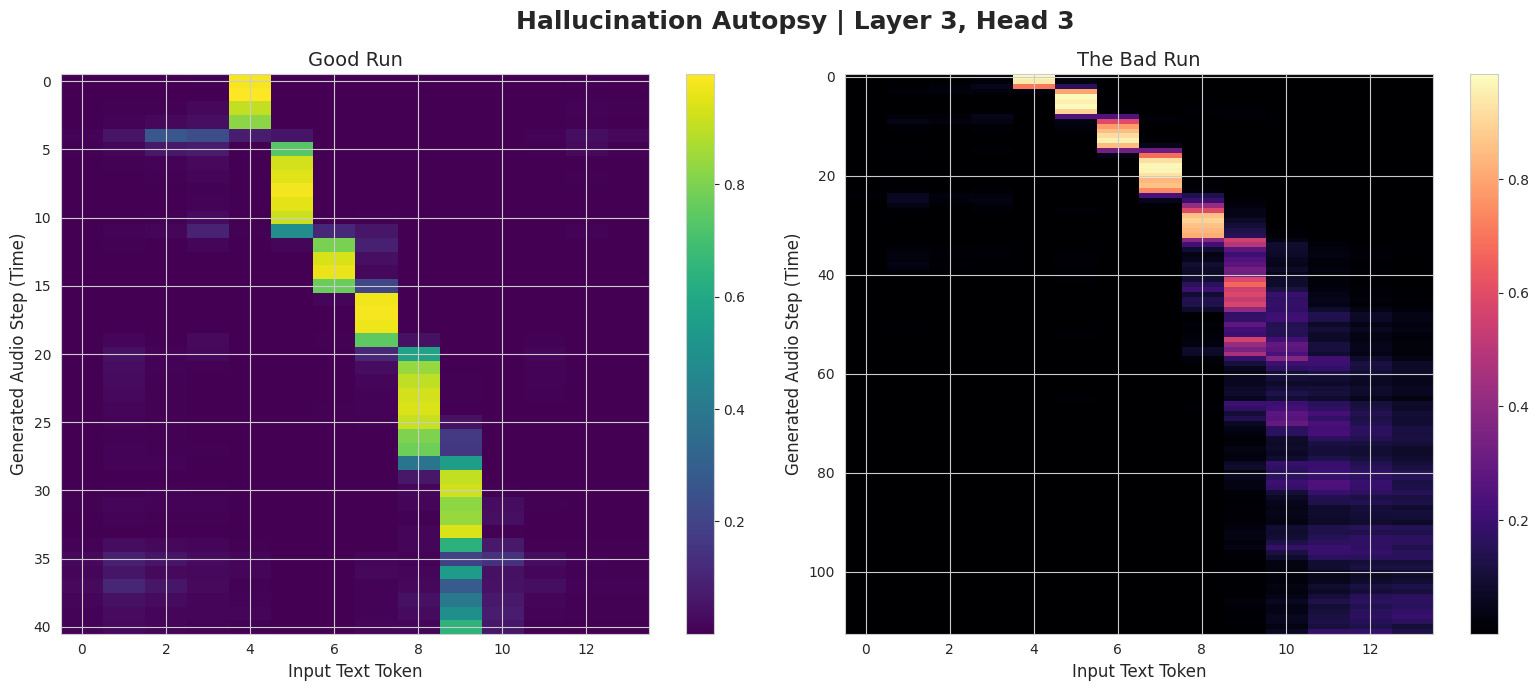 Hallucination Autopsy | Layer 3, Head 3
Good Run
0
5
10
15
20
25
30
35
40
Generated Audio Step (Time)
0 2 4 6 8 10 12
Input Text Token
0.8
0.6
0.4
0.2
The Bad Run
0
20
40
60
80
100
Generated Audio Step (Time)
0 2 4 6 8 10 12
Input Text Token
0.8
0.6
0.4
0.2